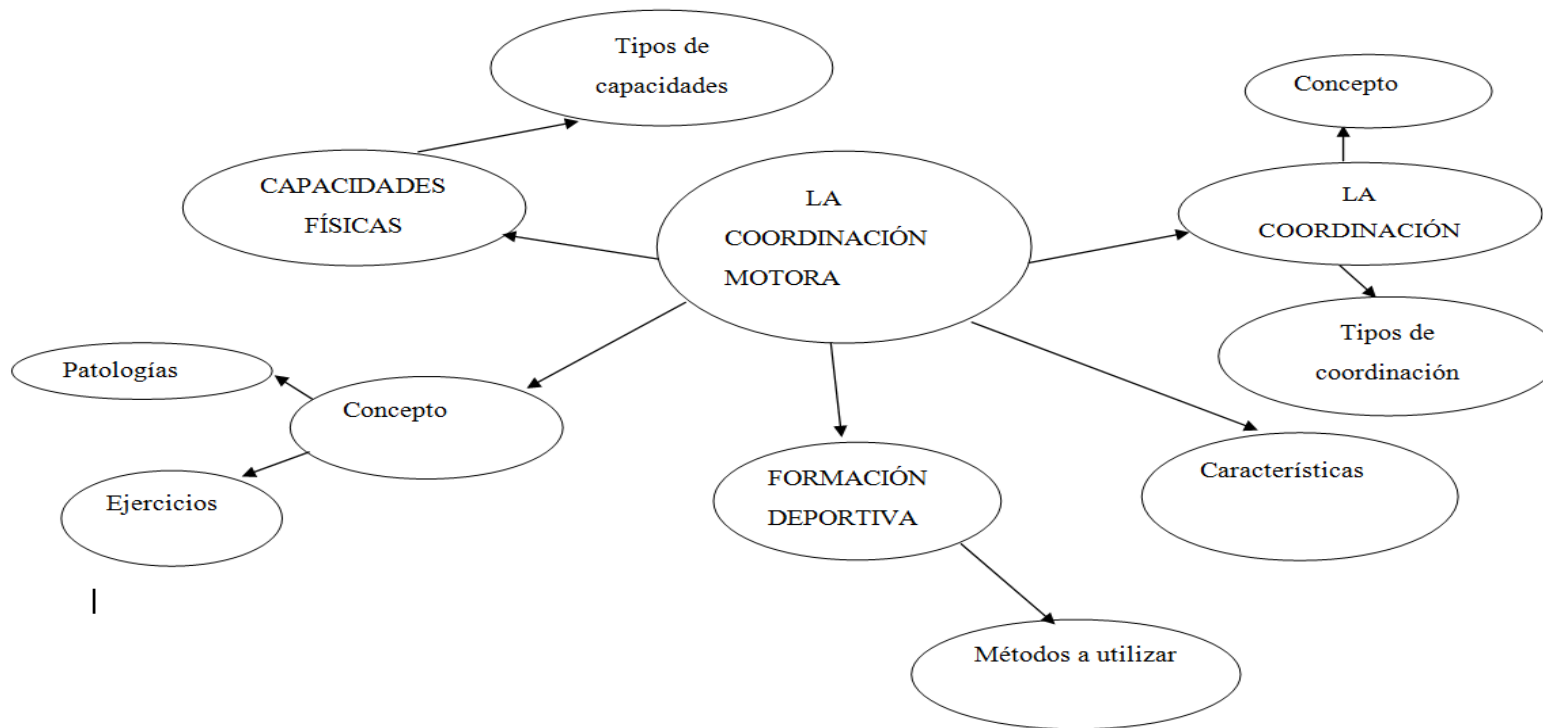 Tipos de
capacidades
Concepto
CAPACIDADES
FÍSICAS
LA
COORDINACIÓN
MOTORA
LA
COORDINACIÓN
Tipos de
coordinación
Patologías
Concepto
Ejercicios
FORMACIÓN
DEPORTIVA
Características
Métodos a utilizar